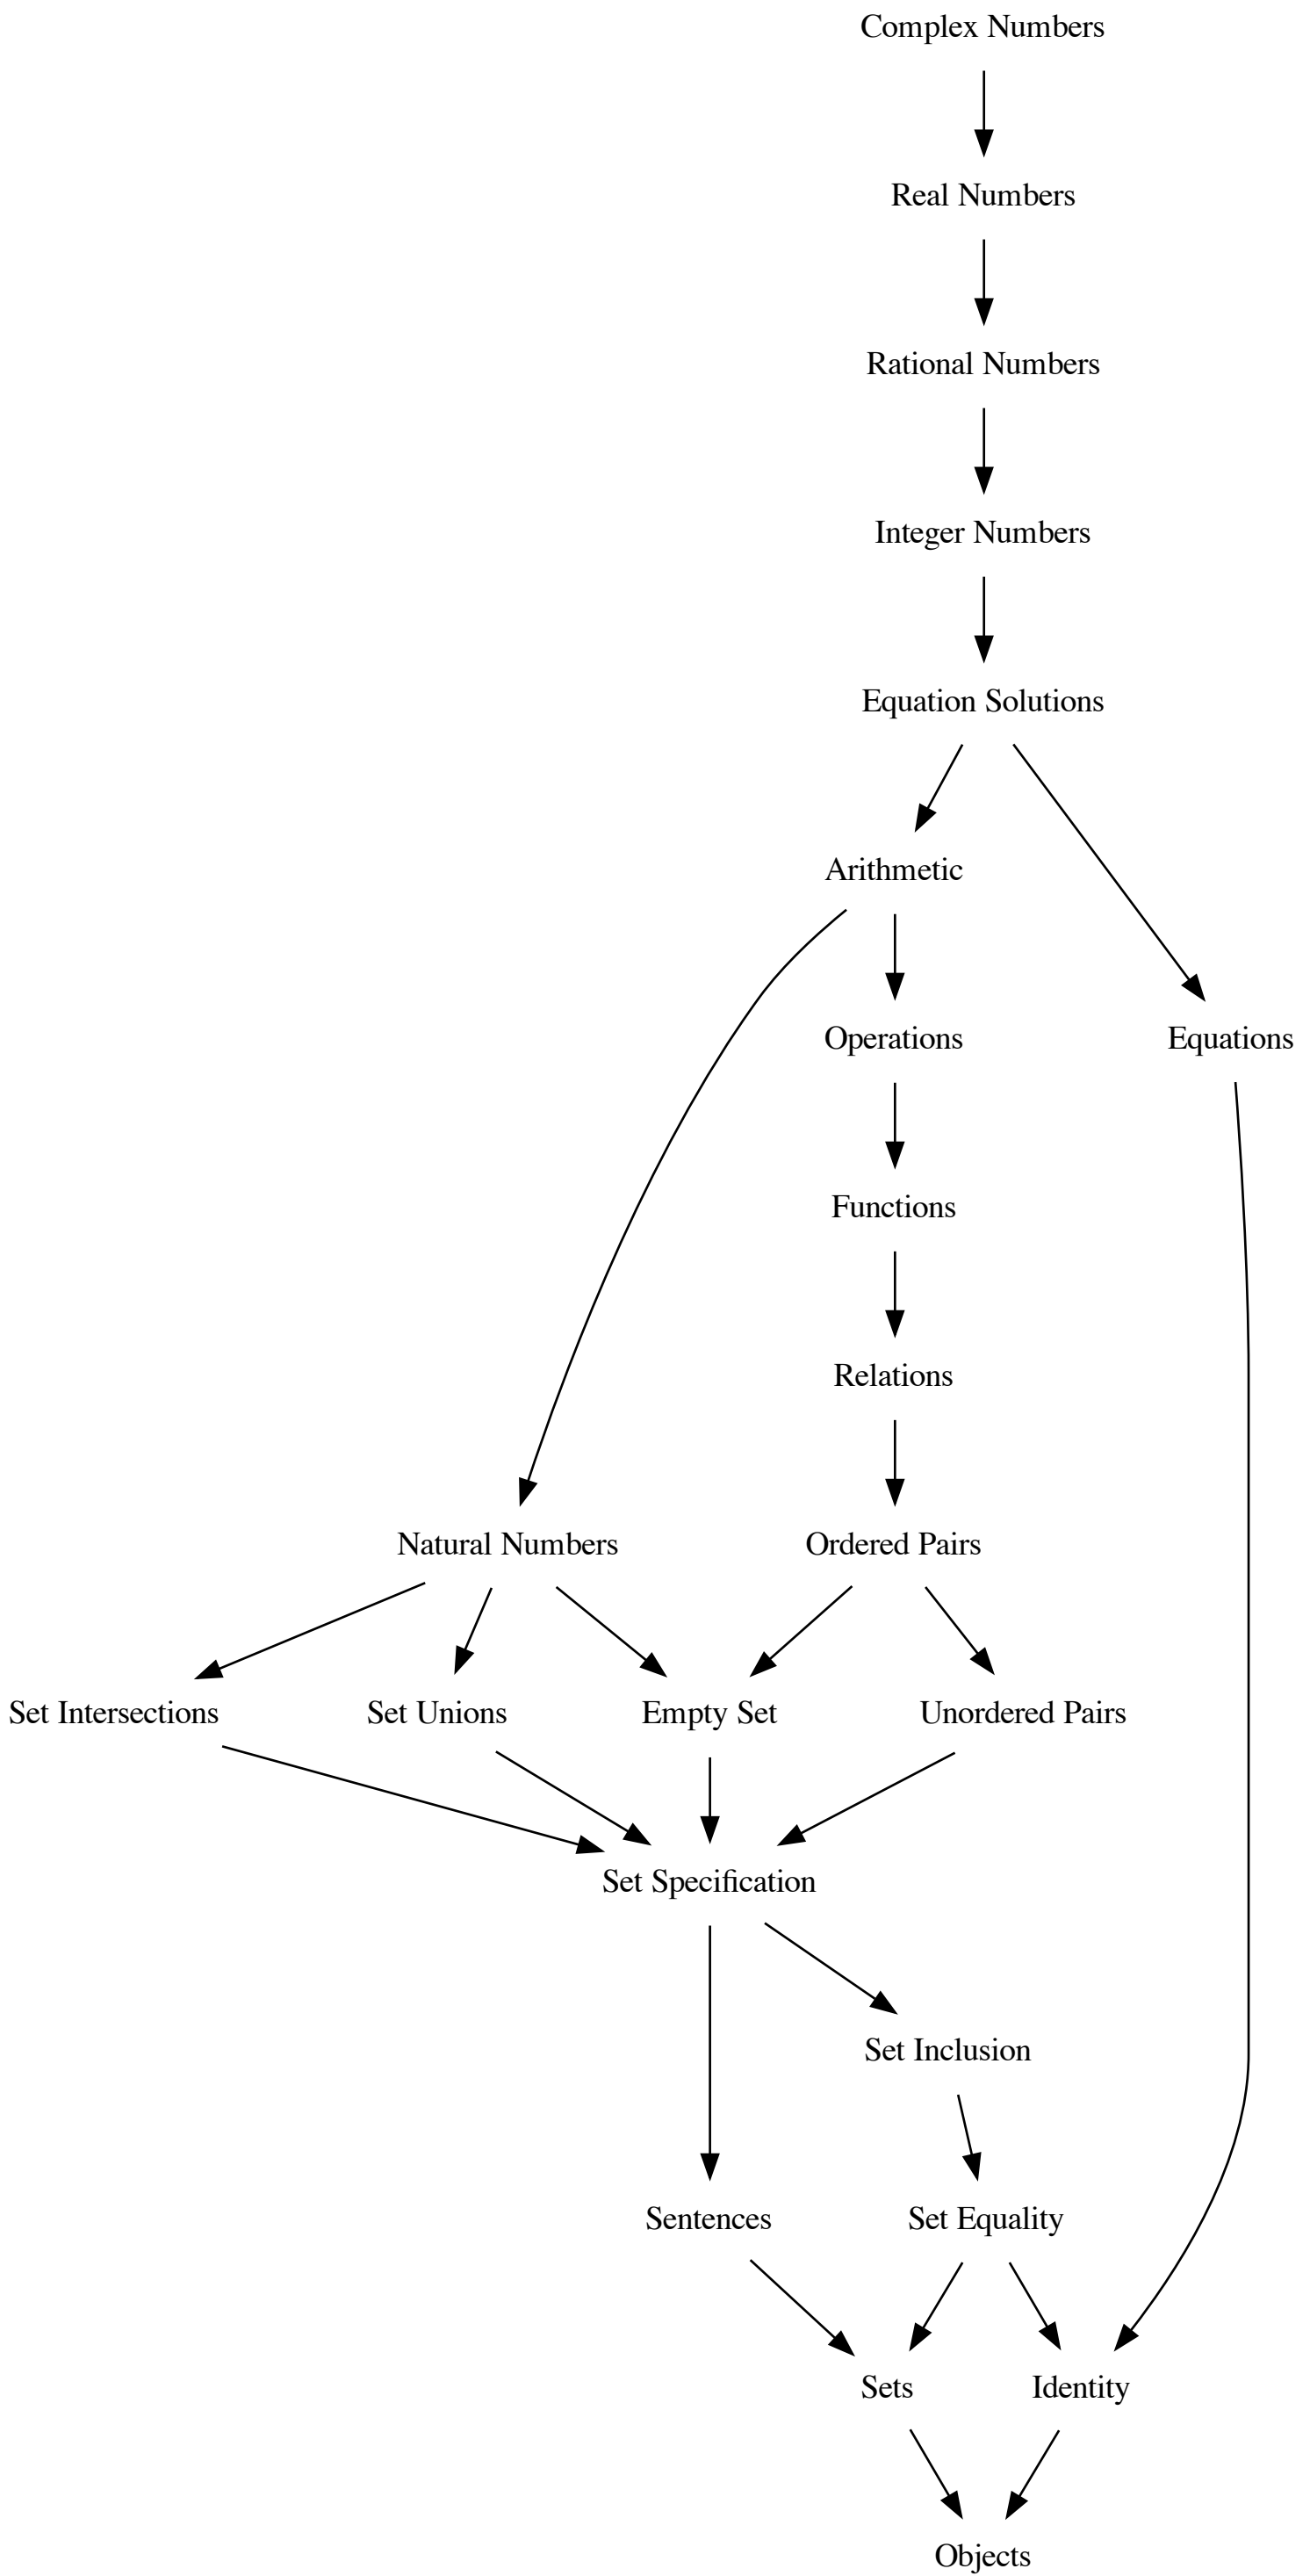 Complex Numbers
Real Numbers
Rational Numbers
Integer Numbers
Equation Solutions
Arithmetic
Operations
Equations
Functions
Relations
Natural Numbers
Ordered Pairs
Set Intersections
Set Unions
Empty Set
Unordered Pairs
Set Specification
Set Inclusion
Sentences
Set Equality
Sets
Identity
Objects